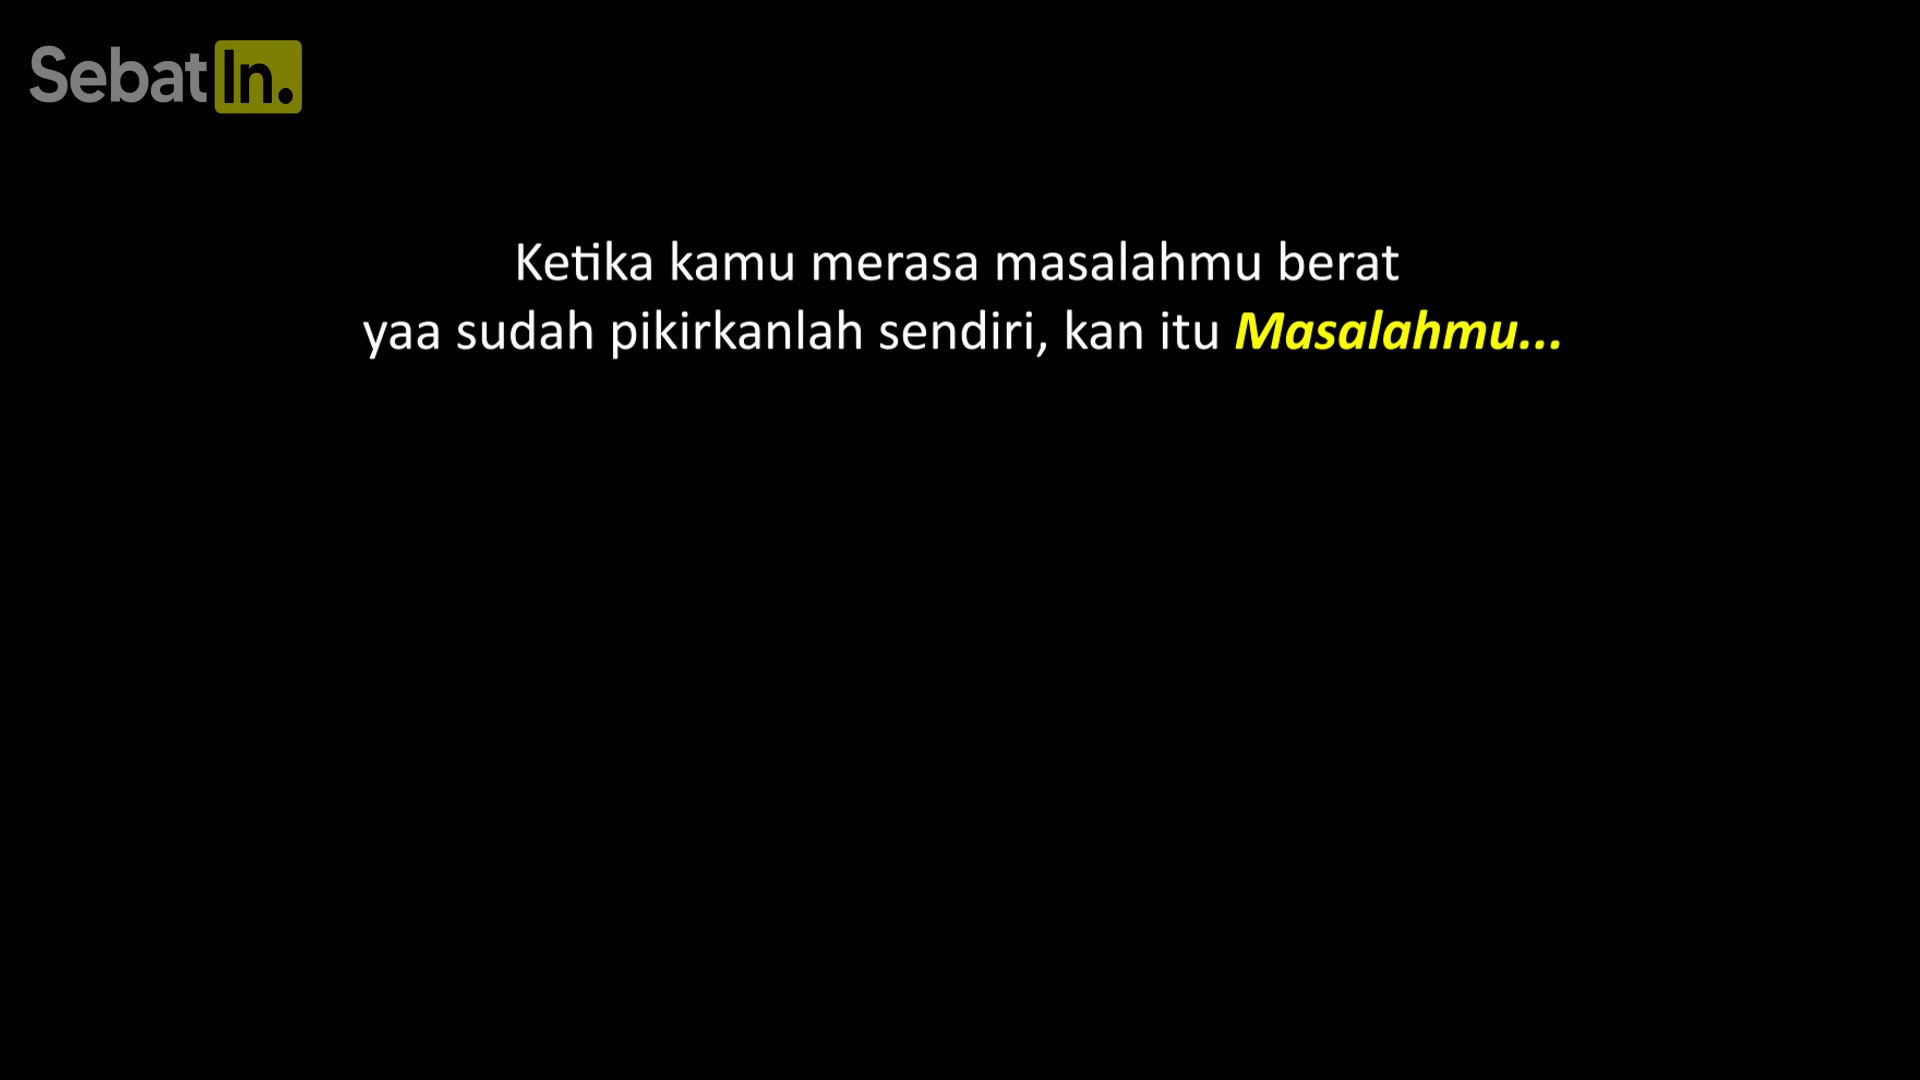 SebatIn.
Ketika kamu merasa masalahmu berat
yaa sudah pikirkanlah sendiri, kan itu Masalahmu...